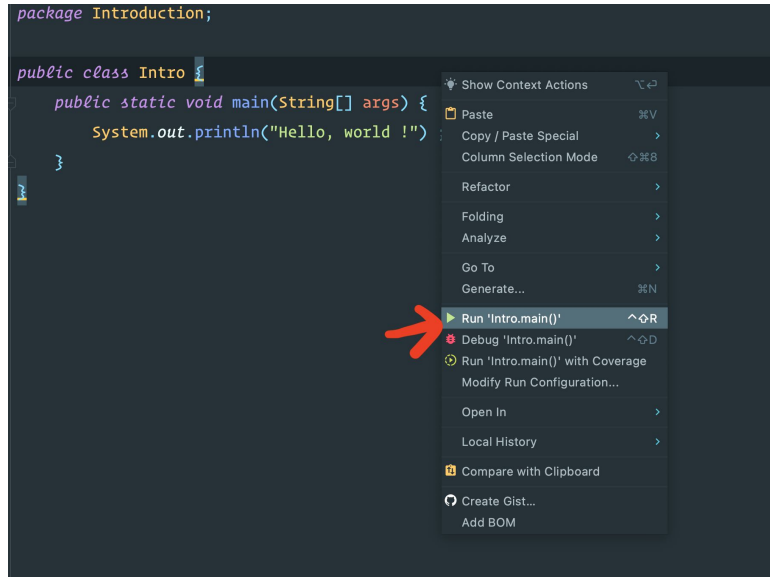 package Introduction;
public class Intro {
public static void main(String[] args) {
System.out.println("Hello, world !") ;
}
}
Show Context Actions ⌥⏎
Paste ⌘V
Copy / Paste Special >
Column Selection Mode ⇧⌘8
Refactor >
Folding >
Analyze >
Go To >
Generate... ⌘N
Run 'Intro.main()' ^⇧R
Debug 'Intro.main()' ^⇧D
Run 'Intro.main()' with Coverage
Modify Run Configuration...
Open In >
Local History >
Compare with Clipboard
Create Gist...
Add BOM